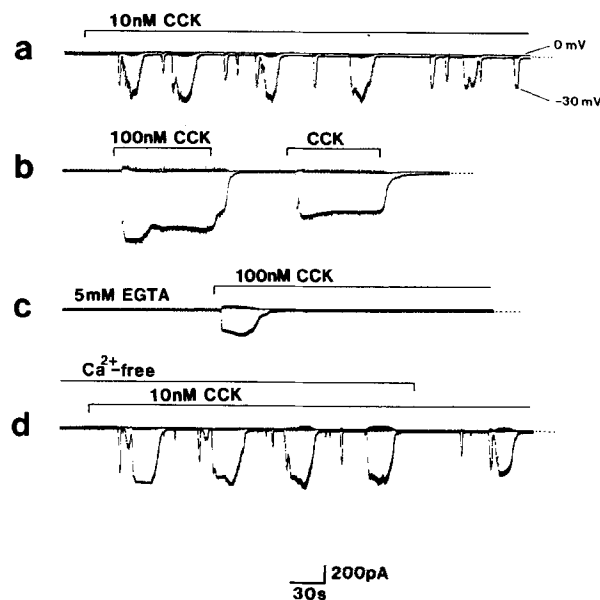 10nM CCK
a
0 mV
-30 mV
100nM CCK CCK
b
100nM CCK
5mM EGTA
c
Ca2+-free
10nM CCK
d
200pA
30s